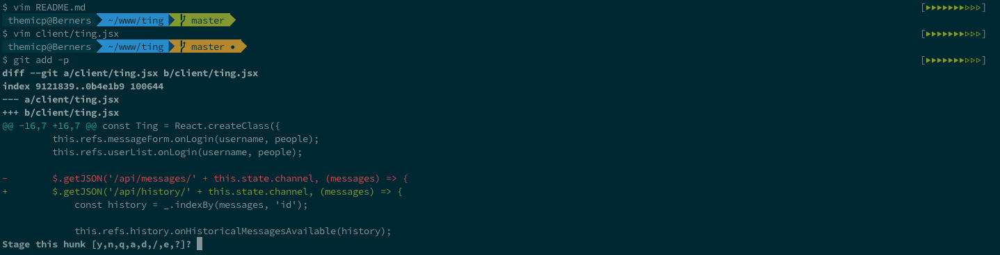 $ vim README.md [▶▶▶▶▶▶▶▷▷▷]
themicp@Berners ~/www/ting master
$ vim client/ting.jsx [▶▶▶▶▶▶▶▷▷▷]
themicp@Berners ~/www/ting master •
$ git add -p [▶▶▶▶▶▶▶▷▷▷]
diff --git a/client/ting.jsx b/client/ting.jsx
index 9121839..0b4e1b9 100644
--- a/client/ting.jsx
+++ b/client/ting.jsx
@@ -16,7 +16,7 @@ const Ting = React.createClass({
         this.refs.messageForm.onLogin(username, people);
         this.refs.userList.onLogin(username, people);
-        $.getJSON('/api/messages/' + this.state.channel, (messages) => {
+        $.getJSON('/api/history/' + this.state.channel, (messages) => {
             const history = _.indexBy(messages, 'id');
             this.refs.history.onHistoricalMessagesAvailable(history);
Stage this hunk [y,n,q,a,d,/,e,?]?